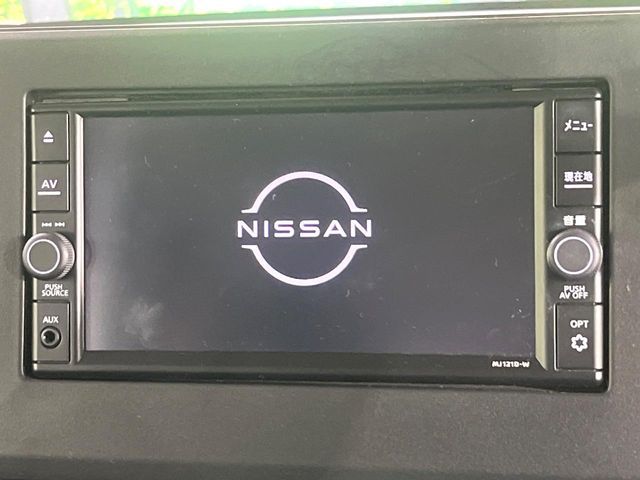 AV
PUSH
SOURCE
AUX
NISSAN
メニュー
現在地
音量
PUSH
AV OFF
OPT
MJ121D-W